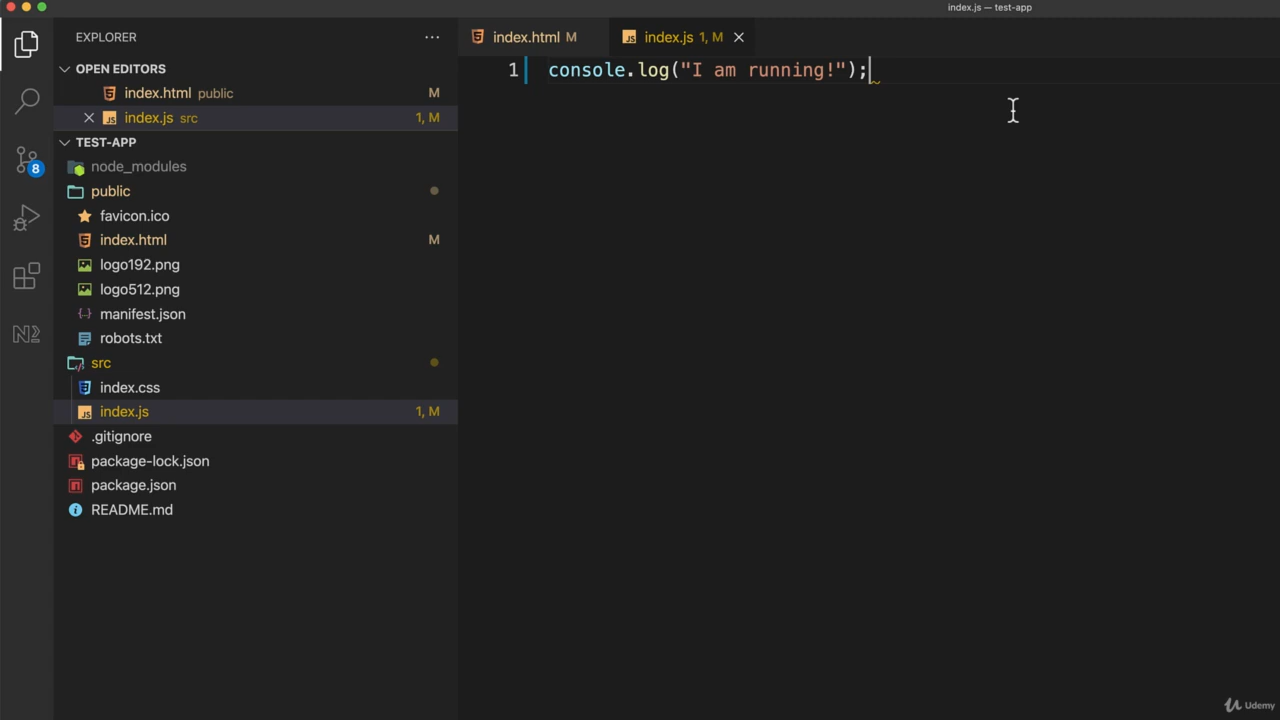 index.js — test-app
EXPLORER
index.html M
index.js 1, M
OPEN EDITORS
index.html public M
index.js src 1, M
TEST-APP
node_modules
public
favicon.ico
index.html M
logo192.png
logo512.png
manifest.json
robots.txt
src
index.css
index.js 1, M
.gitignore
package-lock.json
package.json
README.md
8
1 console.log("I am running!");
Udemy